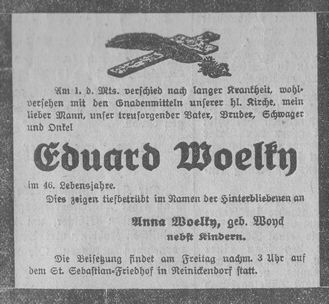 Am 1. d. Mts. verschied nach langer Krankheit, wohl-
versehen mit den Gnadenmitteln unserer hl. Kirche, mein
lieber Mann, unser treusorgender Vater, Bruder, Schwager
und Onkel
Eduard Woelky
im 46. Lebensjahre.
Dies zeigen tiefbetrübt im Namen der Hinterbliebenen an
Anna Woelky, geb. Woyd
nebst Kindern.
Die Beisetzung findet am Freitag nachm. 3 Uhr auf
dem St. Sebastian-Friedhof in Reinickendorf statt.